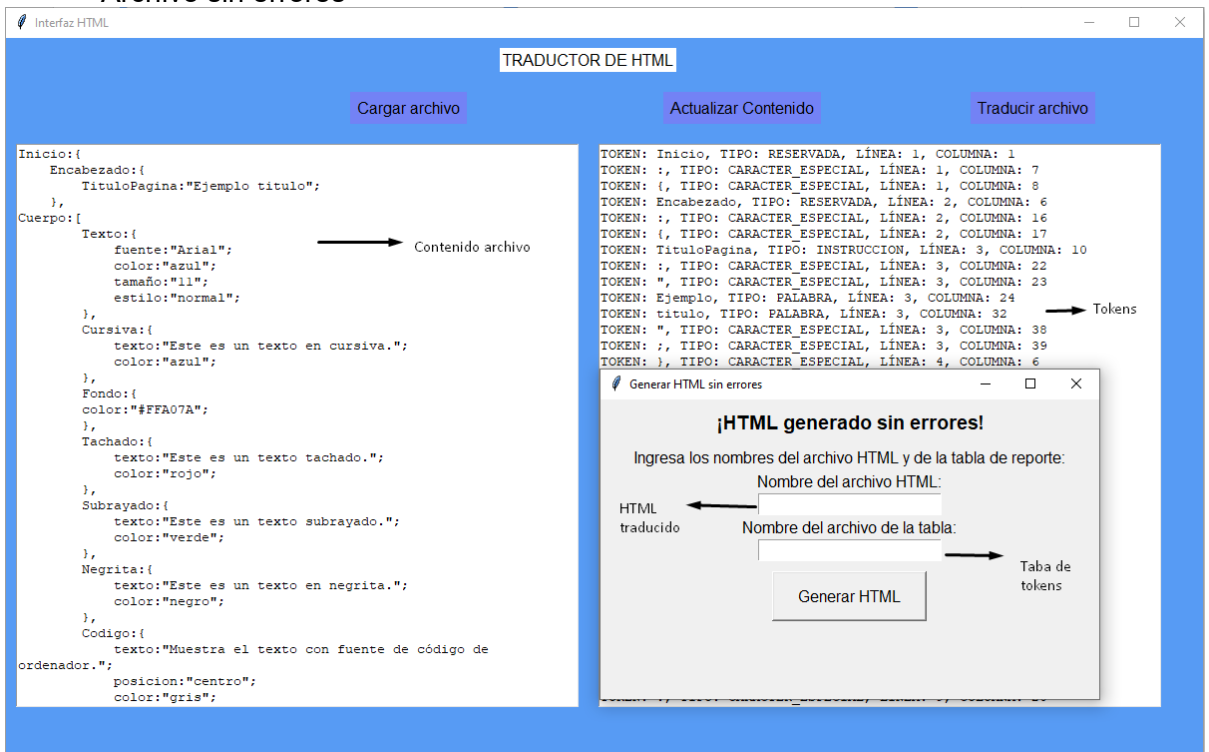 Archivo sin errores
Interfaz HTML
TRADUCTOR DE HTML
Cargar archivo
Actualizar Contenido
Traducir archivo
Inicio:{
Encabezado:{
TituloPagina:"Ejemplo titulo";
},
Cuerpo:[
Texto:{
fuente:"Arial";
color:"azul";
tamaño:"11";
estilo:"normal";
},
Cursiva:{
texto:"Este es un texto en cursiva.";
color:"azul";
},
Fondo:{
color:"#FFA07A";
},
Tachado:{
texto:"Este es un texto tachado.";
color:"rojo";
},
Subrayado:{
texto:"Este es un texto subrayado.";
color:"verde";
},
Negrita:{
texto:"Este es un texto en negrita.";
color:"negro";
},
Codigo:{
texto:"Muestra el texto con fuente de código de
ordenador.";
posicion:"centro";
color:"gris";
Contenido archivo
TOKEN: Inicio, TIPO: RESERVADA, LÍNEA: 1, COLUMNA: 1
TOKEN: :, TIPO: CARACTER_ESPECIAL, LÍNEA: 1, COLUMNA: 7
TOKEN: {, TIPO: CARACTER_ESPECIAL, LÍNEA: 1, COLUMNA: 8
TOKEN: Encabezado, TIPO: RESERVADA, LÍNEA: 2, COLUMNA: 6
TOKEN: :, TIPO: CARACTER_ESPECIAL, LÍNEA: 2, COLUMNA: 16
TOKEN: {, TIPO: CARACTER_ESPECIAL, LÍNEA: 2, COLUMNA: 17
TOKEN: TituloPagina, TIPO: INSTRUCCION, LÍNEA: 3, COLUMNA: 10
TOKEN: :, TIPO: CARACTER_ESPECIAL, LÍNEA: 3, COLUMNA: 22
TOKEN: ", TIPO: CARACTER_ESPECIAL, LÍNEA: 3, COLUMNA: 23
TOKEN: Ejemplo, TIPO: PALABRA, LÍNEA: 3, COLUMNA: 24
TOKEN: titulo, TIPO: PALABRA, LÍNEA: 3, COLUMNA: 32
TOKEN: ", TIPO: CARACTER_ESPECIAL, LÍNEA: 3, COLUMNA: 38
TOKEN: ;, TIPO: CARACTER_ESPECIAL, LÍNEA: 3, COLUMNA: 39
TOKEN: }, TIPO: CARACTER_ESPECIAL, LÍNEA: 4, COLUMNA: 6
Tokens
Generar HTML sin errores
¡HTML generado sin errores!
Ingresa los nombres del archivo HTML y de la tabla de reporte:
Nombre del archivo HTML:
HTML
traducido
Nombre del archivo de la tabla:
Taba de
tokens
Generar HTML